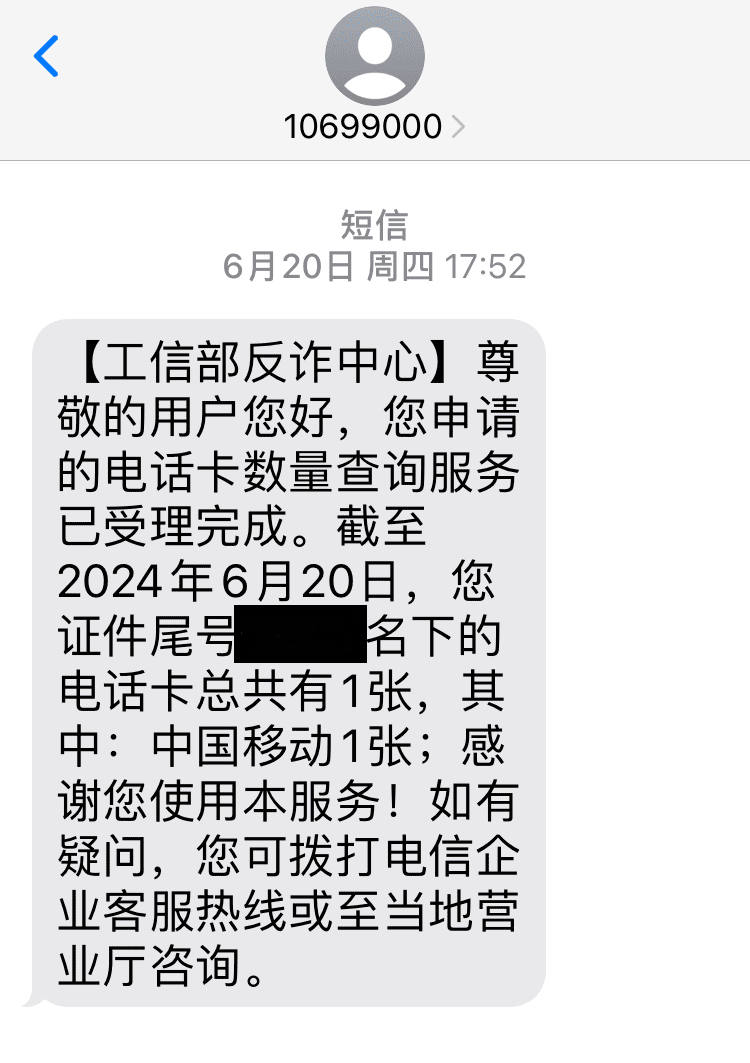 10699000
短信
6月20日 周四 17:52
【工信部反诈中心】尊
敬的用户您好，您申请
的电话卡数量查询服务
已受理完成。截至
2024年6月20日，您
证件尾号名下的
电话卡总共有1张，其
中：中国移动1张；感
谢您使用本服务！如有
疑问，您可拨打电信企
业客服热线或至当地营
业厅咨询。